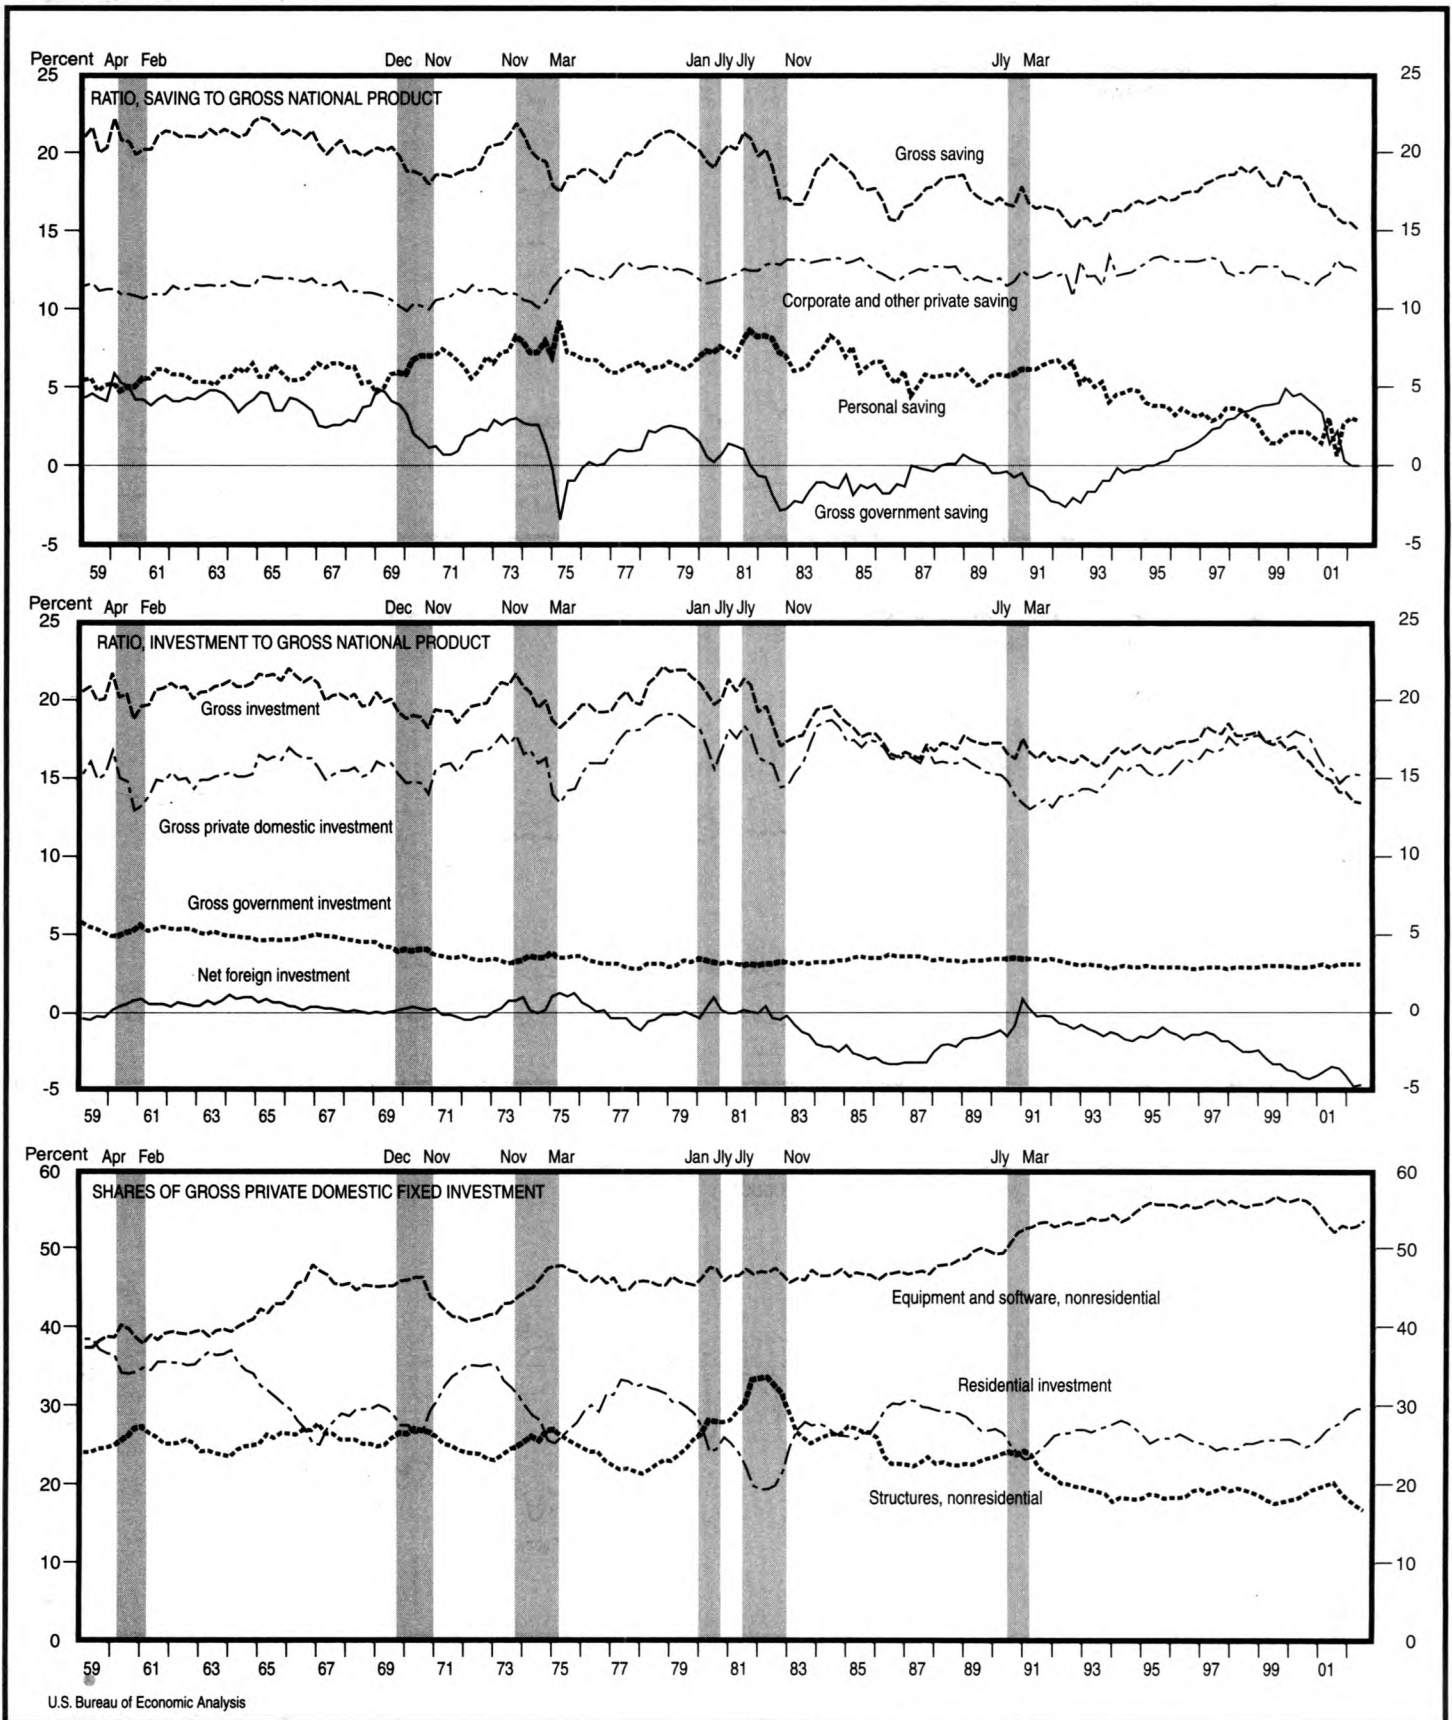 Percent Apr Feb Dec Nov Nov Mar Jan Jly Jly Nov Jly Mar
25 25
RATIO, SAVING TO GROSS NATIONAL PRODUCT
20 Gross saving 20
15 15
Corporate and other private saving
10 10
5 5
Personal saving
0 0
Gross government saving
-5 -5
59 61 63 65 67 69 71 73 75 77 79 81 83 85 87 89 91 93 95 97 99 01
Percent Apr Feb Dec Nov Nov Mar Jan Jly Jly Nov Jly Mar
25 25
RATIO, INVESTMENT TO GROSS NATIONAL PRODUCT
20 20
Gross investment
15 15
Gross private domestic investment
10 10
Gross government investment
5 5
Net foreign investment
0 0
-5 -5
59 61 63 65 67 69 71 73 75 77 79 81 83 85 87 89 91 93 95 97 99 01
Percent Apr Feb Dec Nov Nov Mar Jan Jly Jly Nov Jly Mar
60 60
SHARES OF GROSS PRIVATE DOMESTIC FIXED INVESTMENT
50 50
Equipment and software, nonresidential
40 40
Residential investment
30 30
20 20
Structures, nonresidential
10 10
0 0
59 61 63 65 67 69 71 73 75 77 79 81 83 85 87 89 91 93 95 97 99 01
U.S. Bureau of Economic Analysis